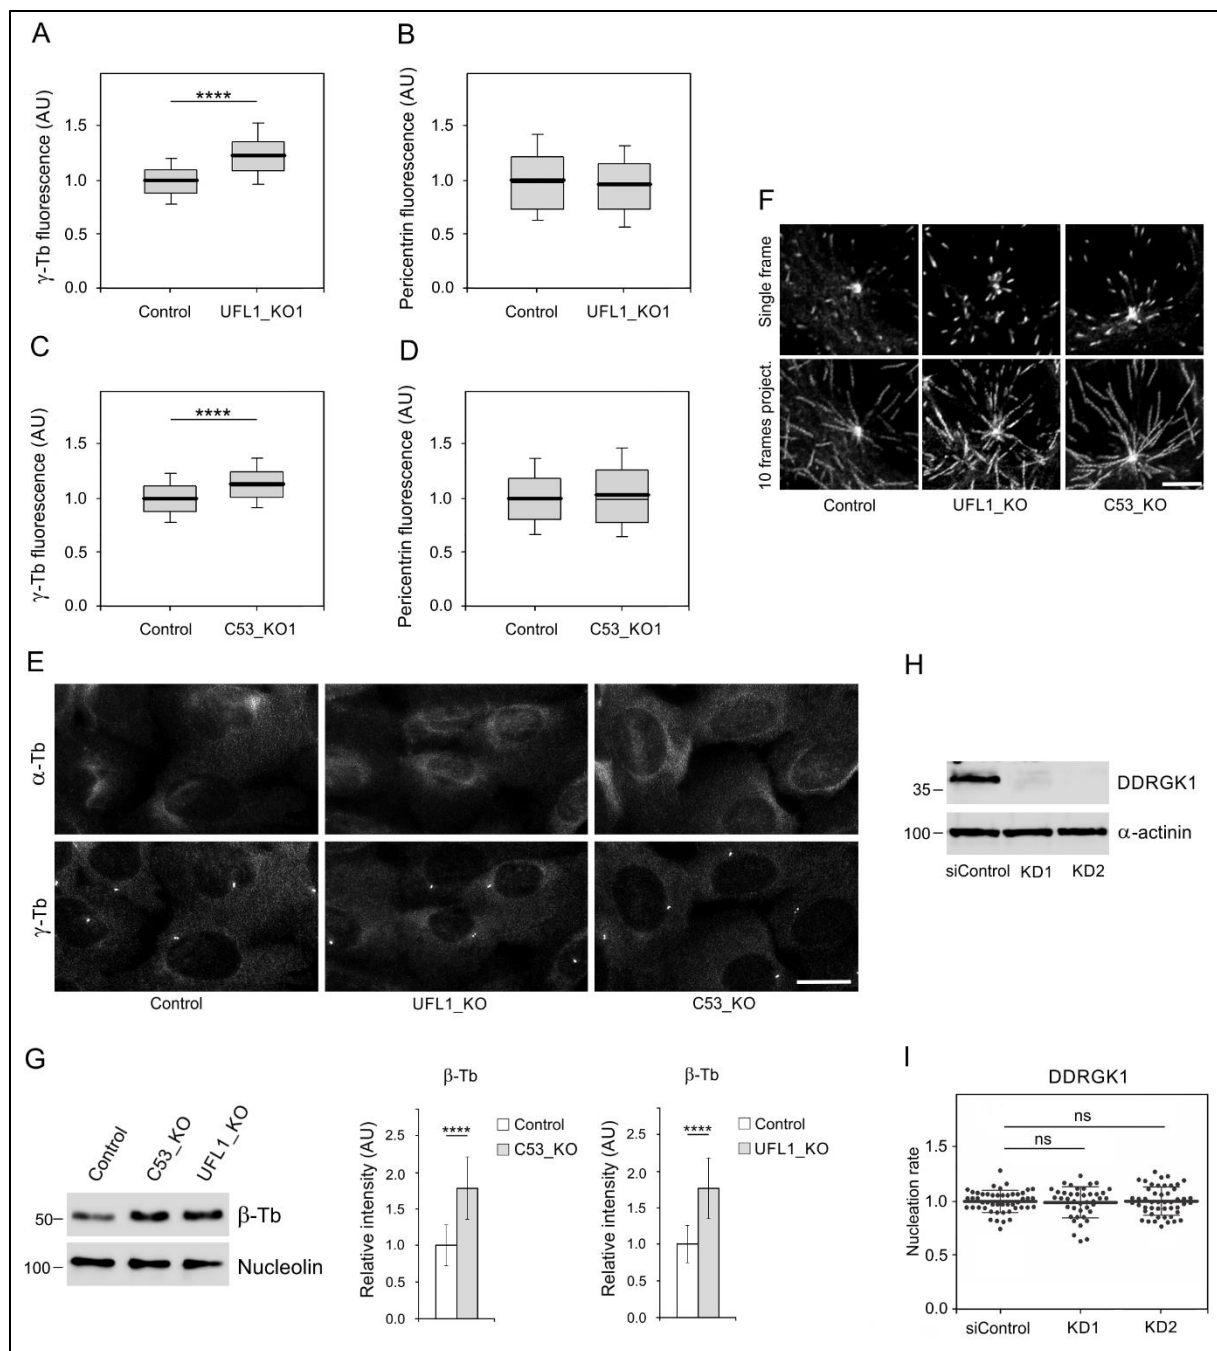 A
γ-Tb fluorescence (AU)
1.5
1.0
0.5
0.0
****
Control
UFL1_KO1
B
Pericentrin fluorescence (AU)
1.5
1.0
0.5
0.0
Control
UFL1_KO1
C
γ-Tb fluorescence (AU)
1.5
1.0
0.5
0.0
****
Control
C53_KO1
D
Pericentrin fluorescence (AU)
1.5
1.0
0.5
0.0
Control
C53_KO1
E
α-Tb
γ-Tb
Control
UFL1_KO
C53_KO
F
Single frame
10 frames project.
Control
UFL1_KO
C53_KO
G
Control
C53_KO
UFL1_KO
50
β-Tb
100
Nucleolin
β-Tb
Relative intensity (AU)
2.5
2.0
1.5
1.0
0.5
0.0
****
Control
C53_KO
β-Tb
Relative intensity (AU)
2.5
2.0
1.5
1.0
0.5
0.0
****
Control
UFL1_KO
H
35
DDRGK1
100
α-actinin
siControl
KD1
KD2
I
DDRGK1
Nucleation rate
1.5
1.0
0.5
0.0
ns
ns
siControl
KD1
KD2